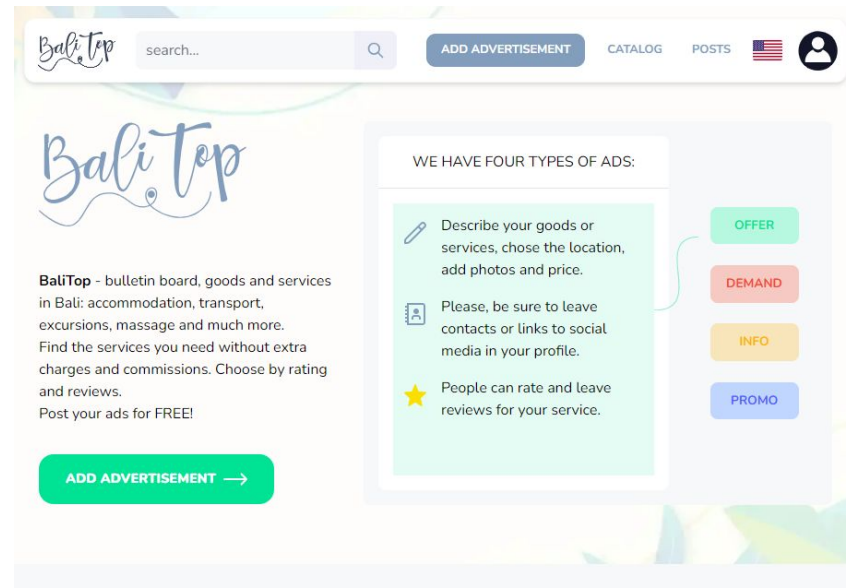 Bali Top
search...
ADD ADVERTISEMENT
CATALOG
POSTS
Bali Top
BaliTop - bulletin board, goods and services
in Bali: accommodation, transport,
excursions, massage and much more.
Find the services you need without extra
charges and commissions. Choose by rating
and reviews.
Post your ads for FREE!
ADD ADVERTISEMENT
WE HAVE FOUR TYPES OF ADS:
Describe your goods or
services, chose the location,
add photos and price.
Please, be sure to leave
contacts or links to social
media in your profile.
People can rate and leave
reviews for your service.
OFFER
DEMAND
INFO
PROMO